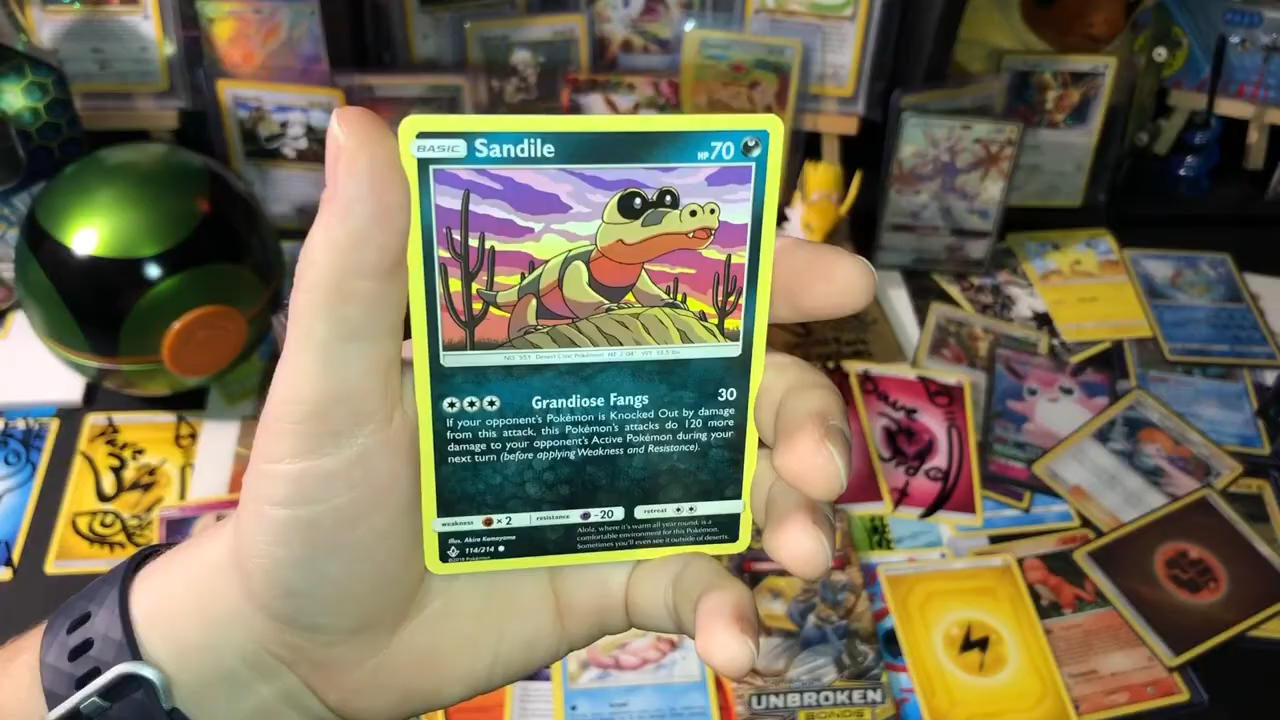 BASIC Sandile HP 70
NO. 551 Desert Croc Pokémon HT: 2'04" WT: 33.5 lbs
Grandiose Fangs 30
If your opponent's Pokémon is Knocked Out by damage
from this attack, this Pokémon's attacks do 120 more
damage to your opponent's Active Pokémon during your
next turn (before applying Weakness and Resistance).
weakness ×2 resistance -20 retreat
Illus. Akira Komayama
114/214
Alola, where it's warm all year round, is a
comfortable environment for this Pokémon.
Sometimes you'll even see it outside of deserts.
©2019 Pokémon
UNBROKEN
BONDS